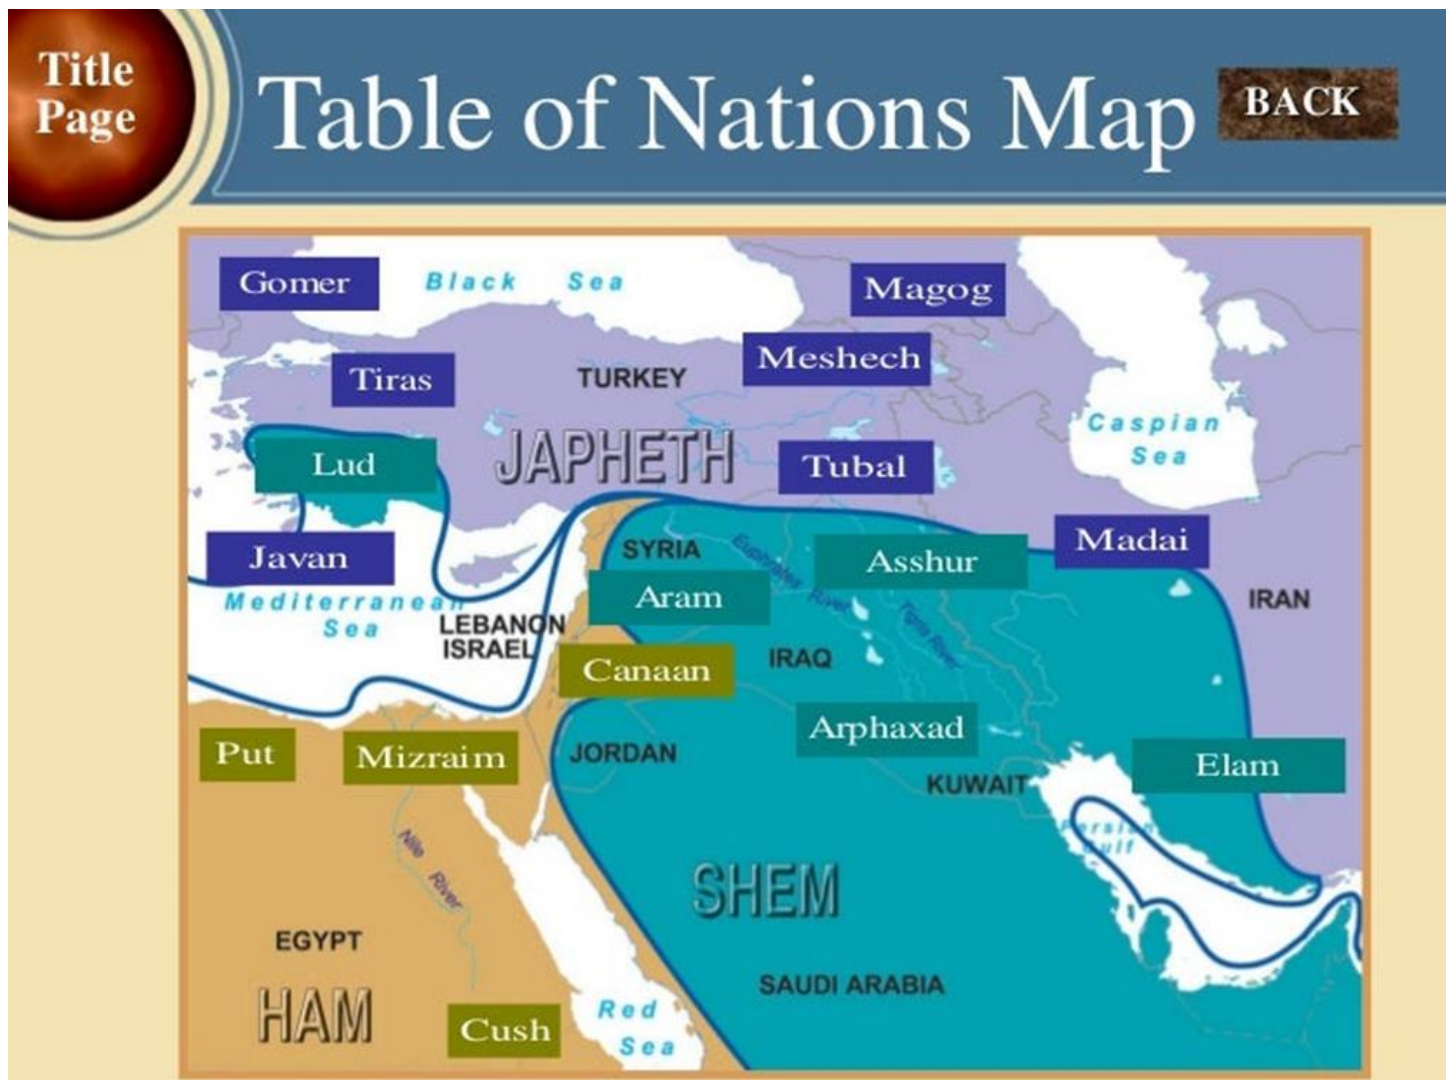 Title
Page
Table of Nations Map
BACK
Gomer
Black Sea
Magog
Meshech
Tiras
TURKEY
JAPHETH
Caspian
Sea
Lud
Tubal
Javan
SYRIA
Euphrates River
Asshur
Madai
Mediterranean
Sea
Aram
Tigris River
IRAN
LEBANON
ISRAEL
Canaan
IRAQ
Put
Mizraim
JORDAN
Arphaxad
KUWAIT
Elam
Persian
Gulf
Nile River
SHEM
EGYPT
HAM
SAUDI ARABIA
Cush
Red
Sea